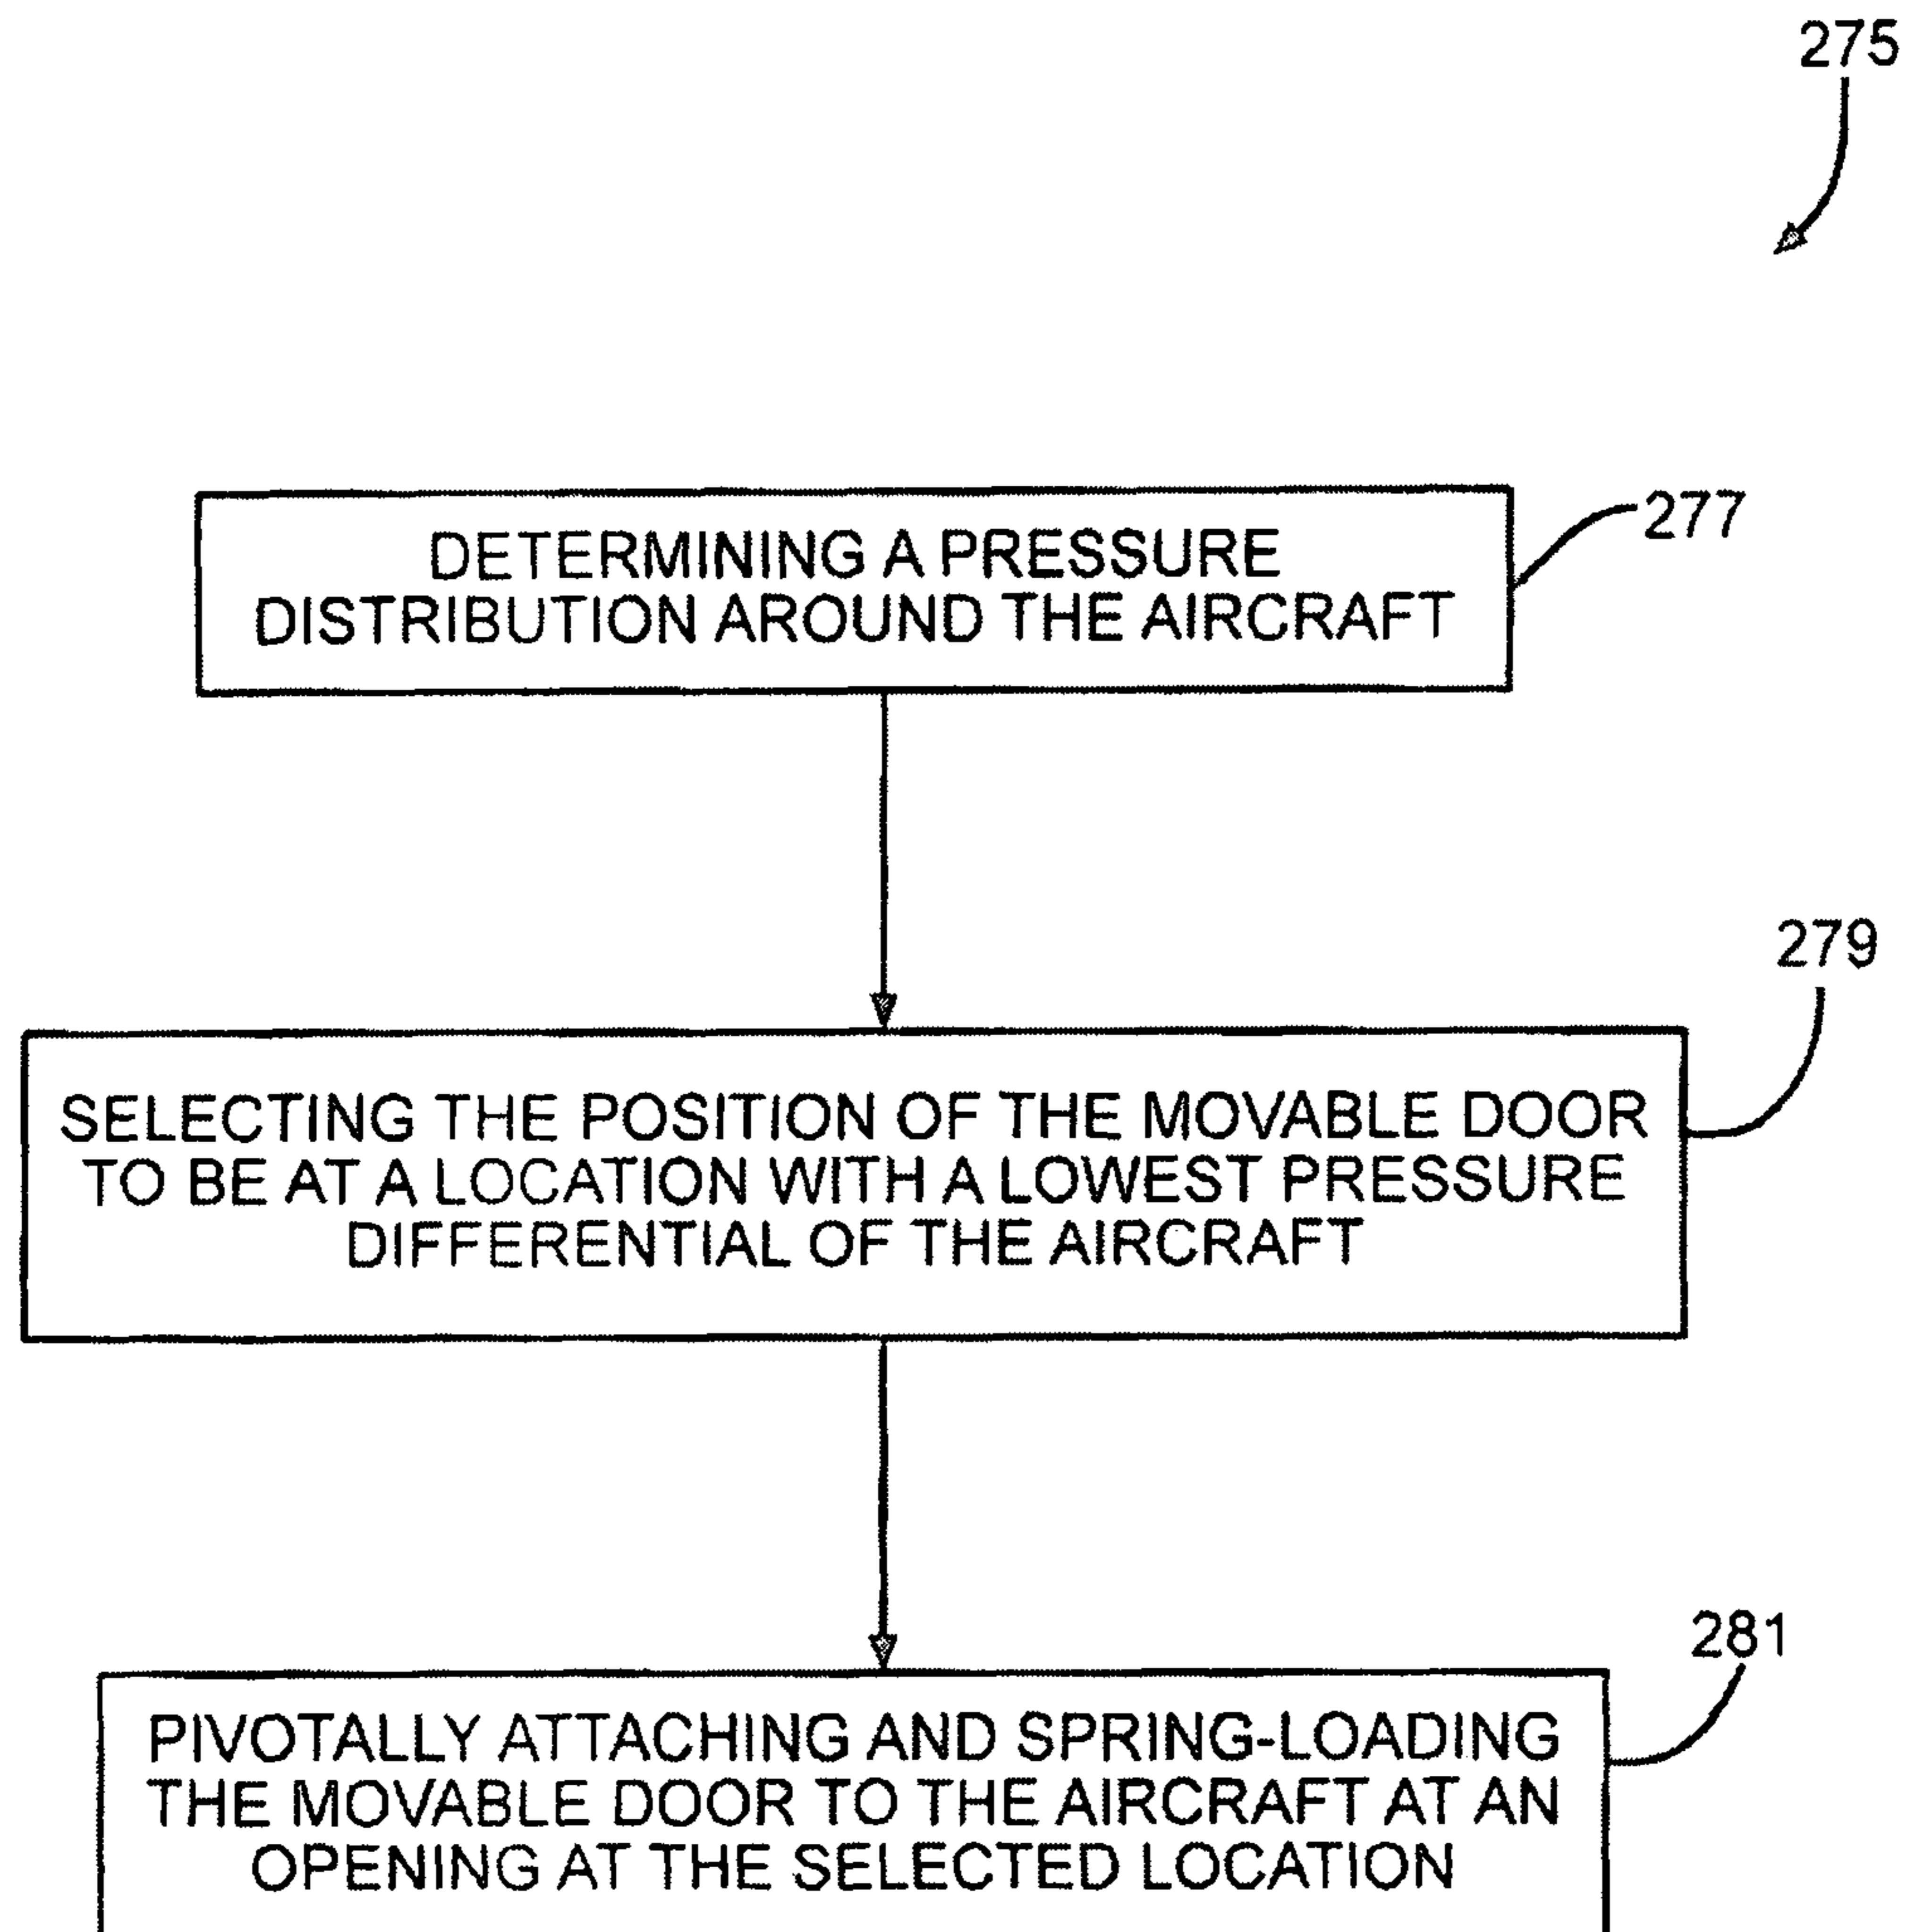 275
DETERMINING A PRESSURE
DISTRIBUTION AROUND THE AIRCRAFT
277
279
SELECTING THE POSITION OF THE MOVABLE DOOR
TO BE AT A LOCATION WITH A LOWEST PRESSURE
DIFFERENTIAL OF THE AIRCRAFT
281
PIVOTALLY ATTACHING AND SPRING-LOADING
THE MOVABLE DOOR TO THE AIRCRAFT AT AN
OPENING AT THE SELECTED LOCATION